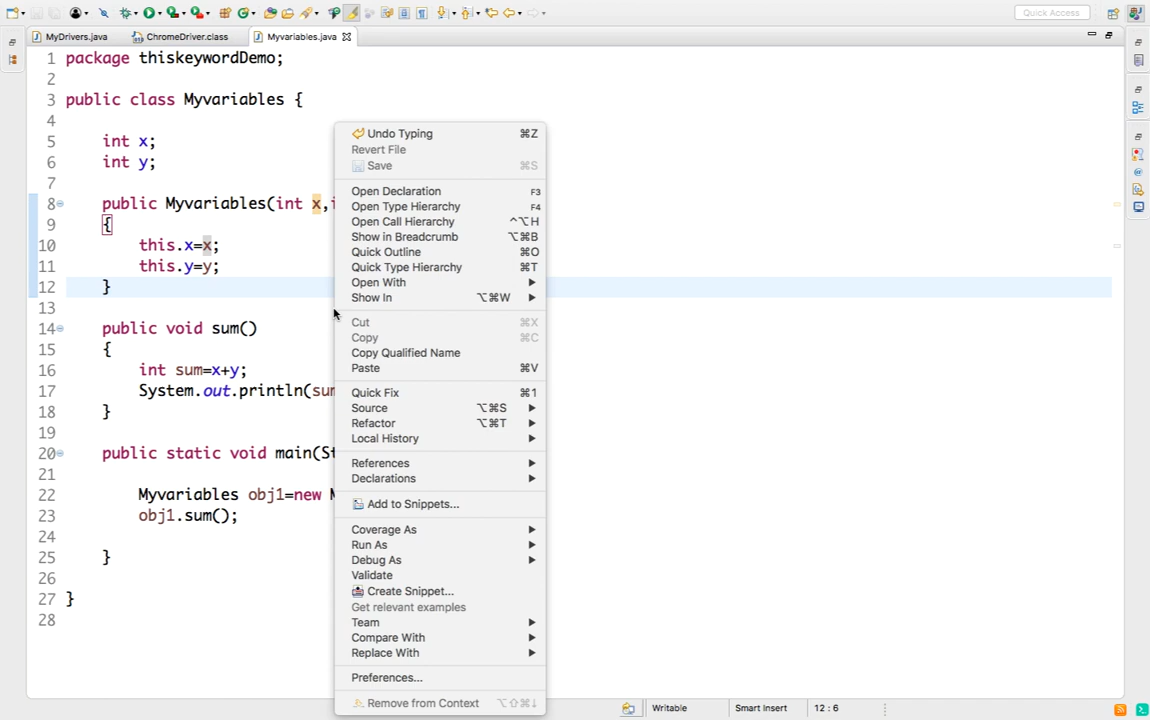 Quick Access
MyDrivers.java
ChromeDriver.class
Myvariables.java
1 package thiskeywordDemo;
2
3 public class Myvariables {
4
5 int x;
6 int y;
7
8 public Myvariables(int x,i
9 {
10 this.x=x;
11 this.y=y;
12 }
13
14 public void sum()
15 {
16 int sum=x+y;
17 System.out.println(sum
18 }
19
20 public static void main(St
21
22 Myvariables obj1=new M
23 obj1.sum();
24
25 }
26
27 }
28
Undo Typing ⌘Z
Revert File
Save ⌘S
Open Declaration F3
Open Type Hierarchy F4
Open Call Hierarchy ^⌥H
Show in Breadcrumb ⌥⌘B
Quick Outline ⌘O
Quick Type Hierarchy ⌘T
Open With
Show In ⌥⌘W
Cut ⌘X
Copy ⌘C
Copy Qualified Name
Paste ⌘V
Quick Fix ⌘1
Source ⌥⌘S
Refactor ⌥⌘T
Local History
References
Declarations
Add to Snippets...
Coverage As
Run As
Debug As
Validate
Create Snippet...
Get relevant examples
Team
Compare With
Replace With
Preferences...
Remove from Context ⌥⇧⌘↓
Writable
Smart Insert
12 : 6